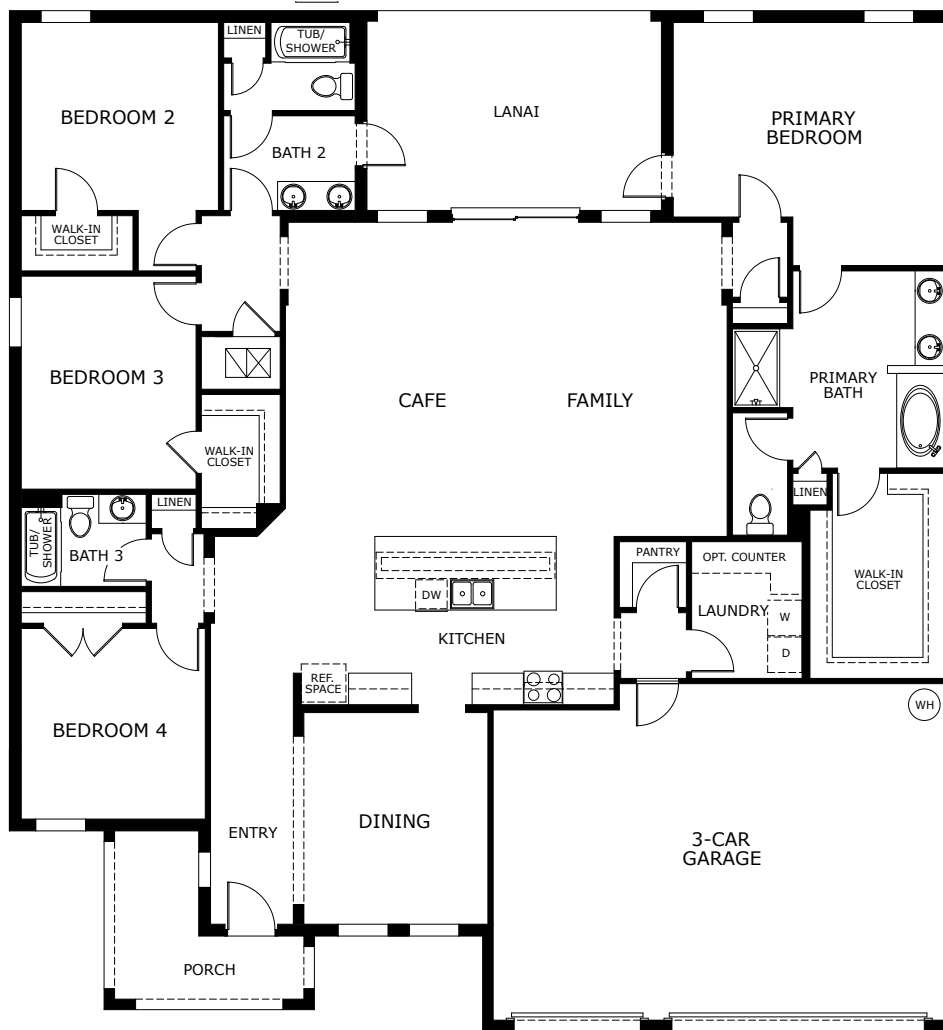 LINEN
TUB/
SHOWER
BEDROOM 2
LANAI
PRIMARY
BEDROOM
BATH 2
WALK-IN
CLOSET
BEDROOM 3
CAFE
FAMILY
PRIMARY
BATH
WALK-IN
CLOSET
LINEN
LINEN
TUB/
SHOWER
BATH 3
PANTRY
OPT. COUNTER
WALK-IN
CLOSET
DW
LAUNDRY
W
KITCHEN
D
REF.
SPACE
WH
BEDROOM 4
DINING
ENTRY
3-CAR
GARAGE
PORCH